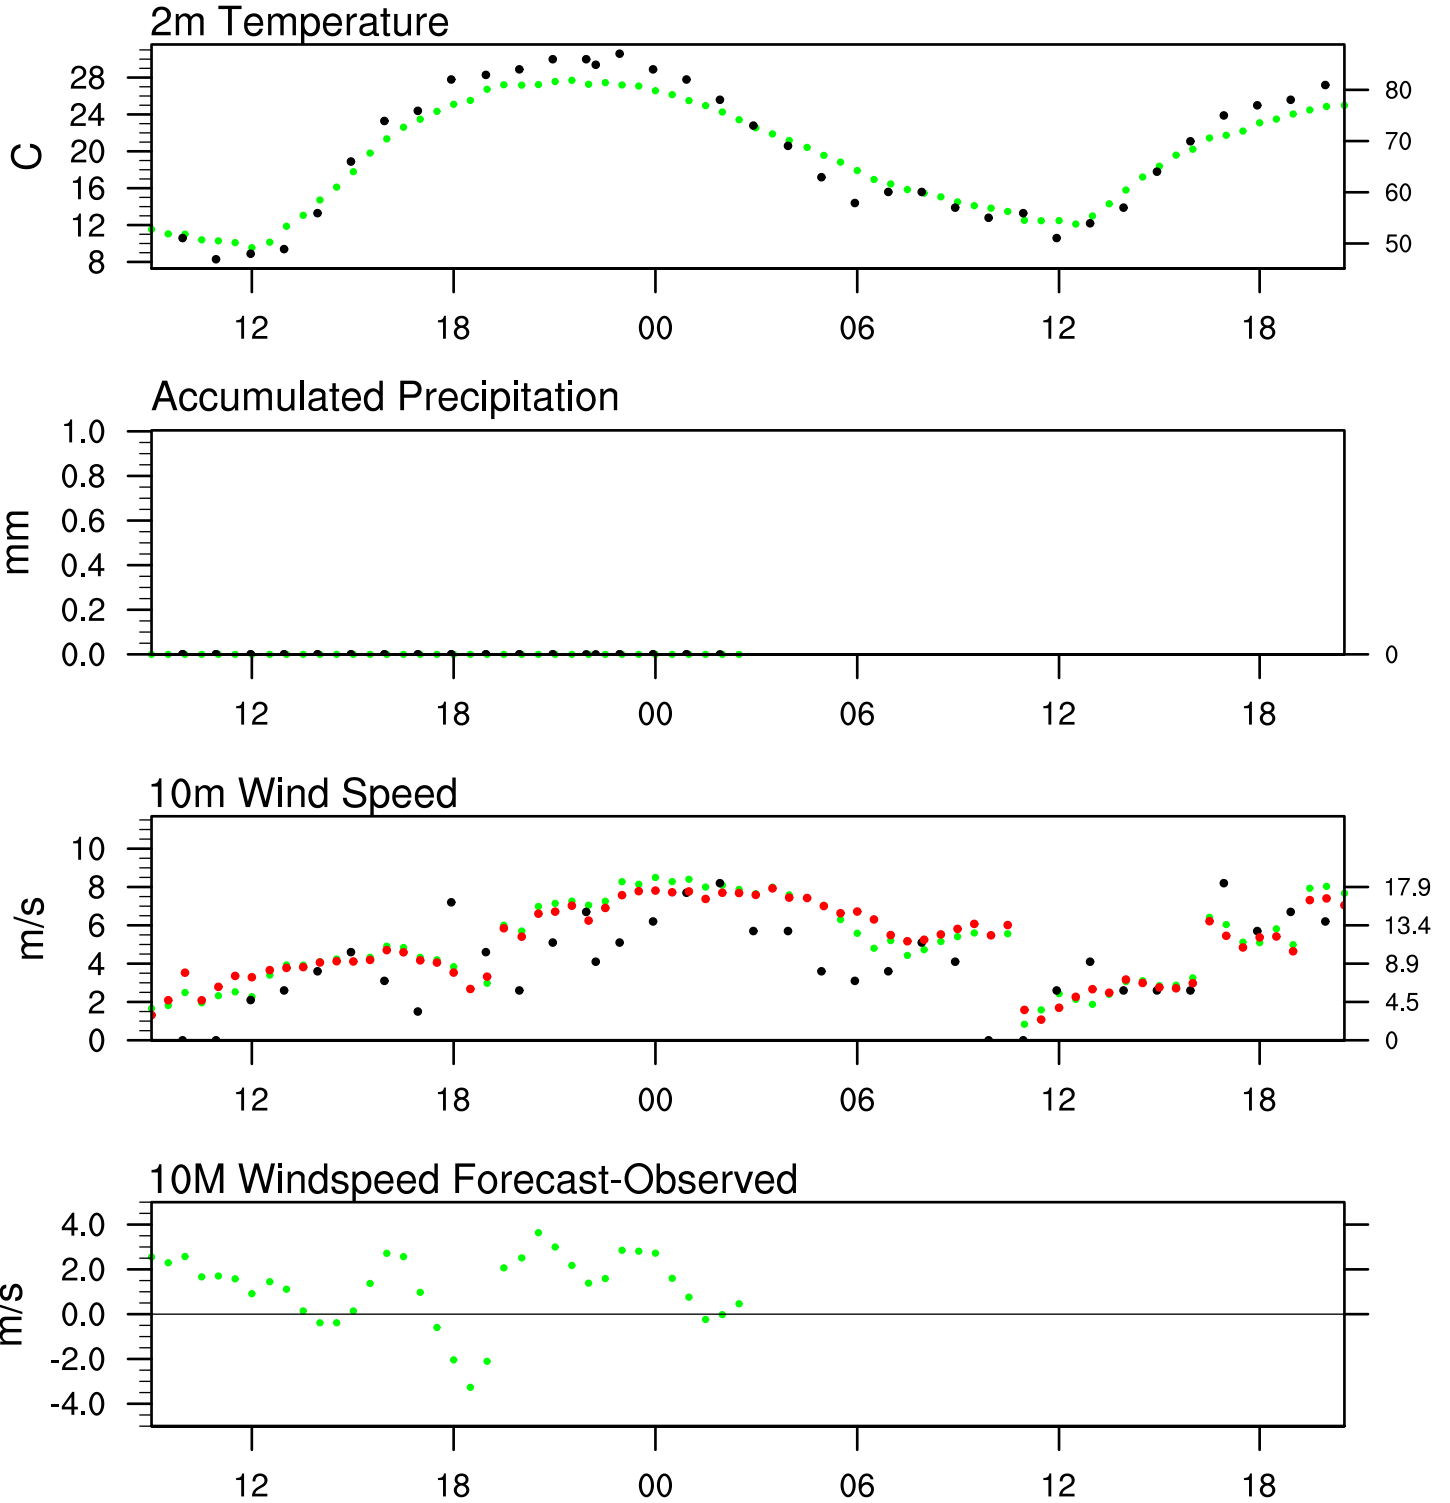 2m Temperature
C
28
24
20
16
12
8
80
70
60
50
12 18 00 06 12 18
Accumulated Precipitation
mm
1.0
0.8
0.6
0.4
0.2
0.0
0
12 18 00 06 12 18
10m Wind Speed
m/s
10
8
6
4
2
0
17.9
13.4
8.9
4.5
0
12 18 00 06 12 18
10M Windspeed Forecast-Observed
m/s
4.0
2.0
0.0
-2.0
-4.0
12 18 00 06 12 18